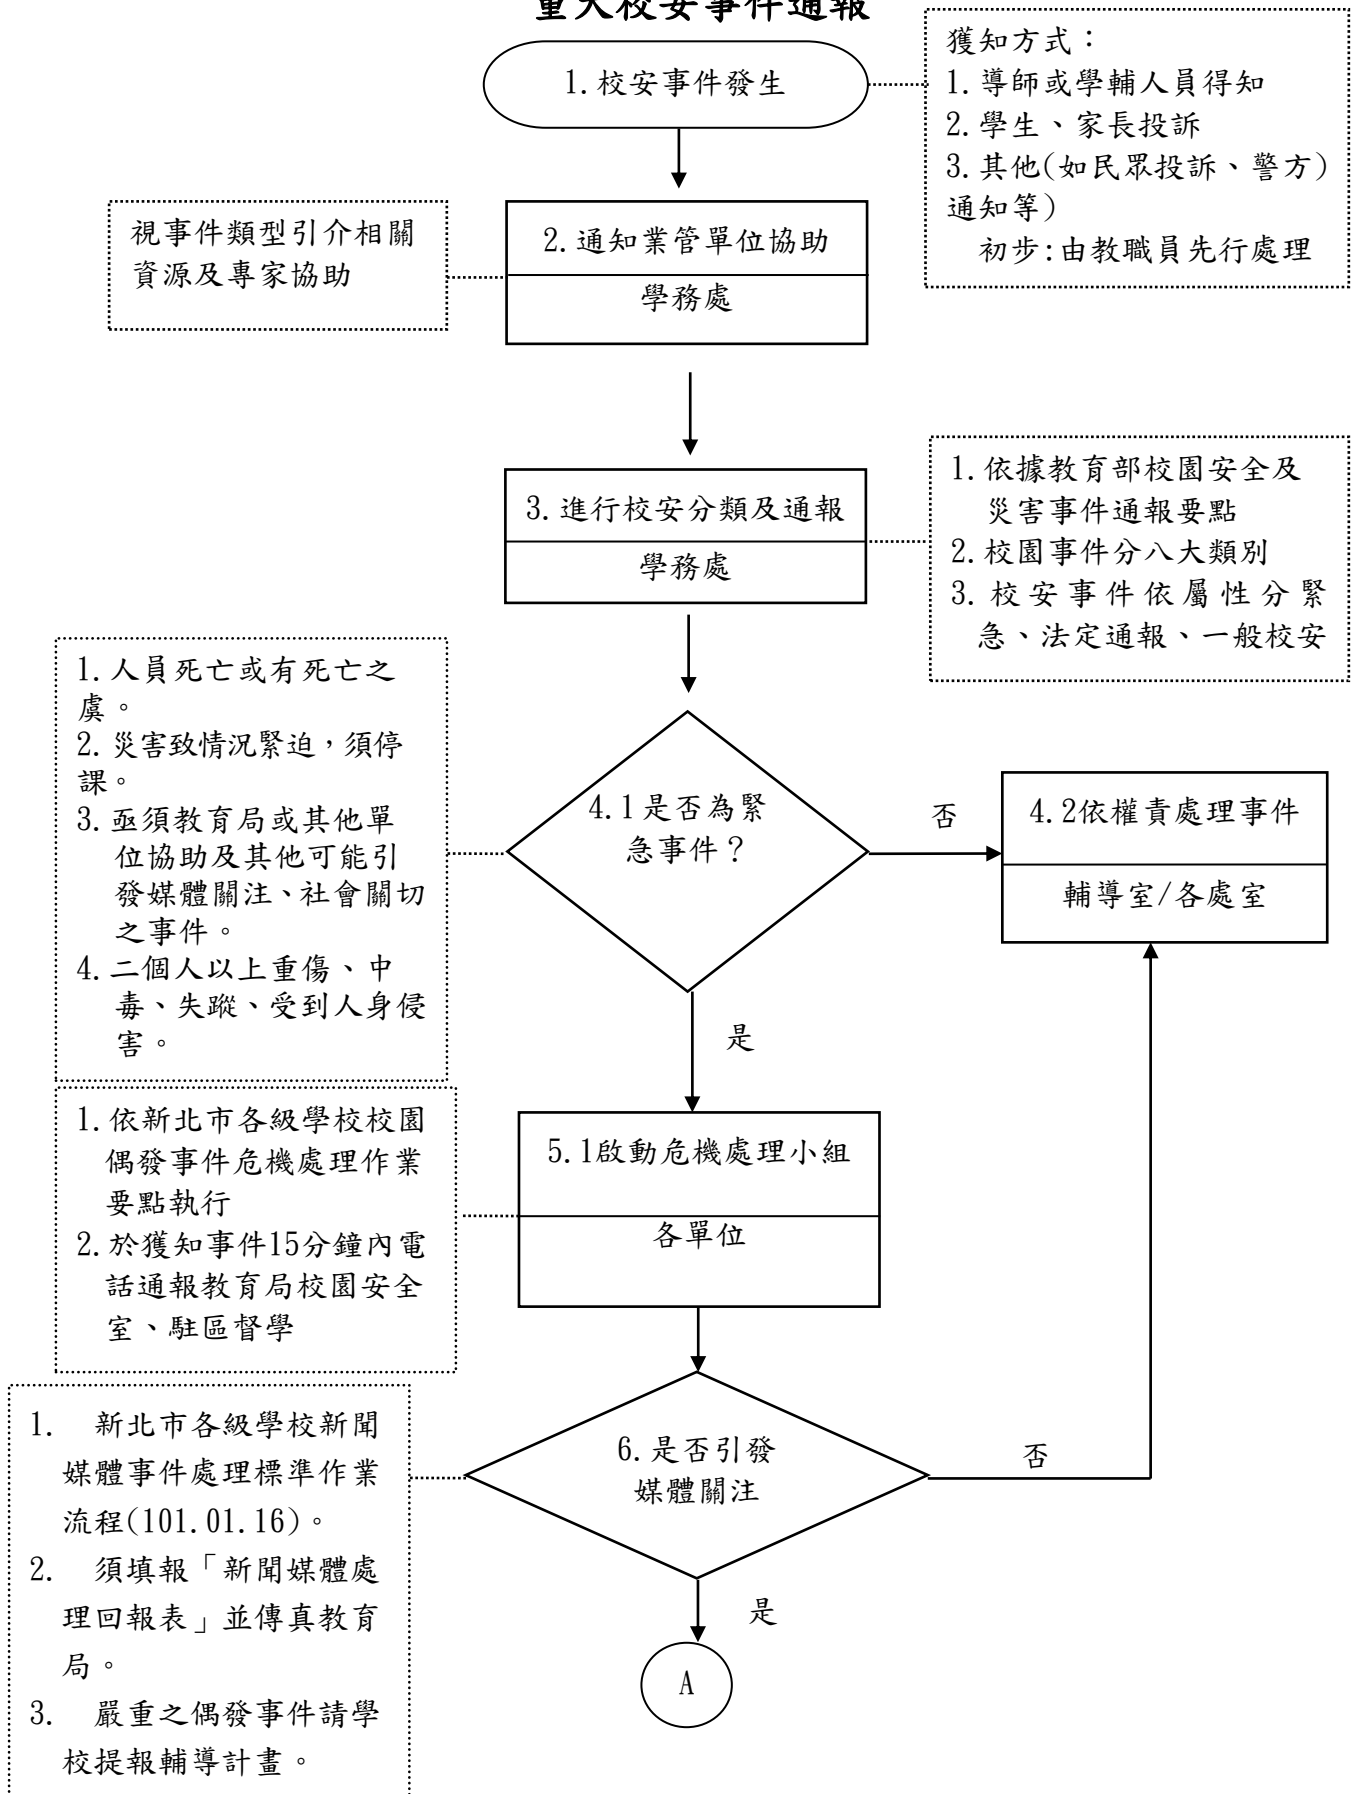 重大校安事件通報
1.校安事件發生
獲知方式：
1.導師或學輔人員得知
2.學生、家長投訴
3.其他(如民眾投訴、警方)
通知等)
初步:由教職員先行處理
視事件類型引介相關
資源及專家協助
2.通知業管單位協助
學務處
3.進行校安分類及通報
學務處
1.依據教育部校園安全及
災害事件通報要點
2.校園事件分八大類別
3.校安事件依屬性分緊
急、法定通報、一般校安
1.人員死亡或有死亡之
虞。
2.災害致情況緊迫，須停
課。
3.亟須教育局或其他單
位協助及其他可能引
發媒體關注、社會關切
之事件。
4.二個人以上重傷、中
毒、失蹤、受到人身侵
害。
4.1是否為緊
急事件？
否
4.2依權責處理事件
輔導室/各處室
是
1.依新北市各級學校校園
偶發事件危機處理作業
要點執行
2.於獲知事件15分鐘內電
話通報教育局校園安全
室、駐區督學
5.1啟動危機處理小組
各單位
1. 新北市各級學校新聞
媒體事件處理標準作業
流程(101.01.16)。
2. 須填報「新聞媒體處
理回報表」並傳真教育
局。
3. 嚴重之偶發事件請學
校提報輔導計畫。
6.是否引發
媒體關注
否
是
A